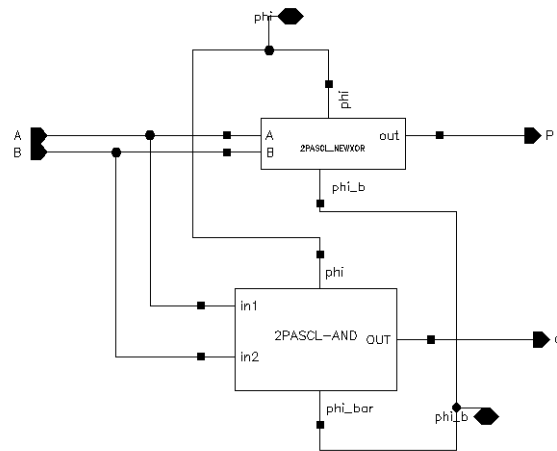 phi
phi
A
A
out
P
2PASCL_NEWXOR
B
B
phi_b
phi
in1
2PASCL-AND
OUT
in2
phi_bar
phi_b